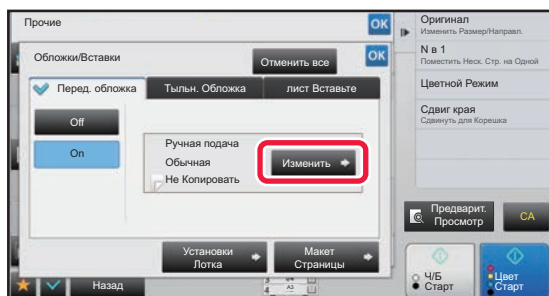 Прочие
OK
Обложки/Вставки
Отменить все
OK
Перед. обложка
Тыльн. Обложка
лист Вставьте
Off
On
Ручная подача
Обычная
Не Копировать
Изменить
Установки
Лотка
Макет
Страницы
Назад
A3
Оригинал
Изменить Размер/Направл.
N в 1
Поместить Неск. Стр. на Одной
Цветной Режим
Сдвиг края
Сдвинуть для Корешка
Предварит.
Просмотр
CA
Ч/Б
Старт
Цвет
Старт